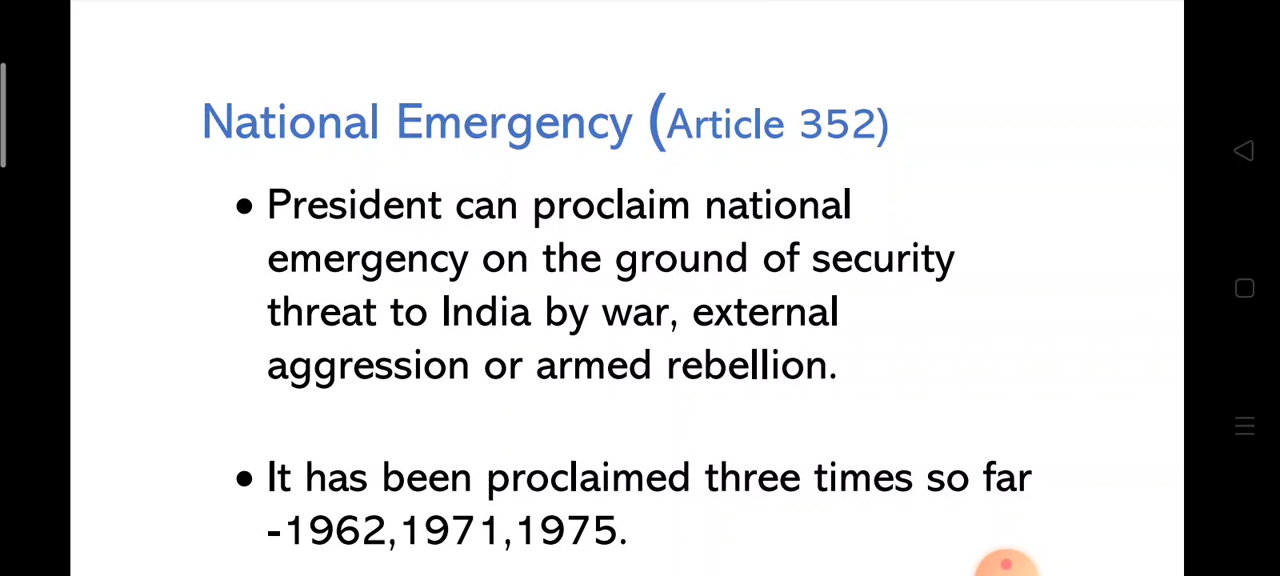 National Emergency (Article 352)
• President can proclaim national
emergency on the ground of security
threat to India by war, external
aggression or armed rebellion.
• It has been proclaimed three times so far
-1962,1971,1975.